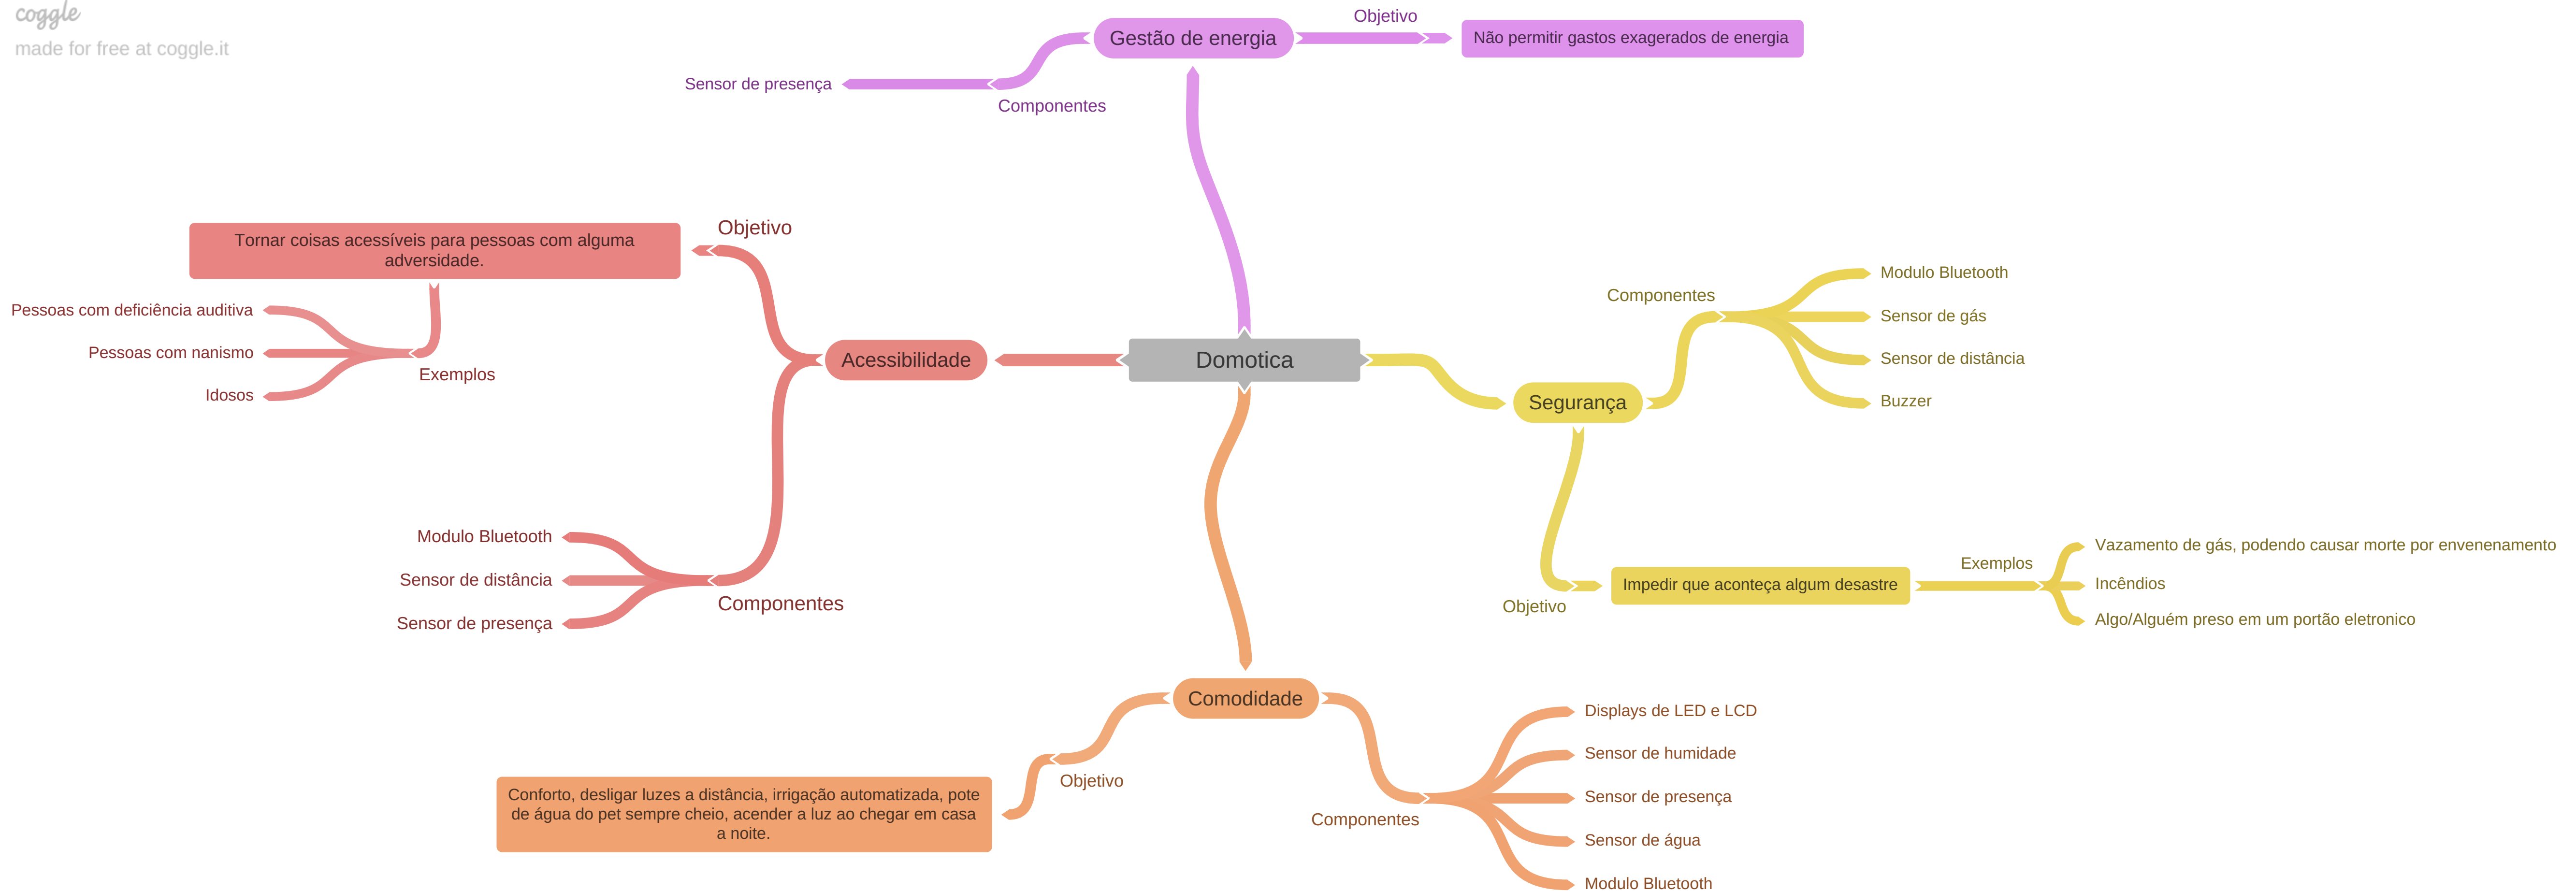 coggle
made for free at coggle.it
Gestão de energia
Objetivo
Não permitir gastos exagerados de energia
Componentes
Sensor de presença
Domotica
Acessibilidade
Objetivo
Tornar coisas acessíveis para pessoas com alguma
adversidade.
Exemplos
Pessoas com deficiência auditiva
Pessoas com nanismo
Idosos
Componentes
Modulo Bluetooth
Sensor de distância
Sensor de presença
Segurança
Componentes
Modulo Bluetooth
Sensor de gás
Sensor de distância
Buzzer
Objetivo
Impedir que aconteça algum desastre
Exemplos
Vazamento de gás, podendo causar morte por envenenamento
Incêndios
Algo/Alguém preso em um portão eletronico
Comodidade
Objetivo
Conforto, desligar luzes a distância, irrigação automatizada, pote
de água do pet sempre cheio, acender a luz ao chegar em casa
a noite.
Componentes
Displays de LED e LCD
Sensor de humidade
Sensor de presença
Sensor de água
Modulo Bluetooth